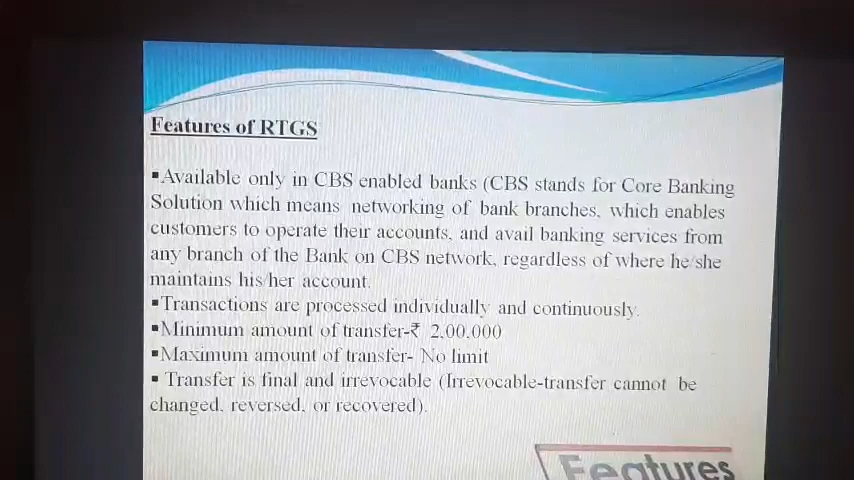 Features of RTGS
▪Available only in CBS enabled banks (CBS stands for Core Banking
Solution which means networking of bank branches, which enables
customers to operate their accounts, and avail banking services from
any branch of the Bank on CBS network, regardless of where he/she
maintains his/her account.
▪Transactions are processed individually and continuously.
▪Minimum amount of transfer-₹ 2,00,000
▪Maximum amount of transfer- No limit
▪ Transfer is final and irrevocable (Irrevocable-transfer cannot be
changed, reversed, or recovered).
Features